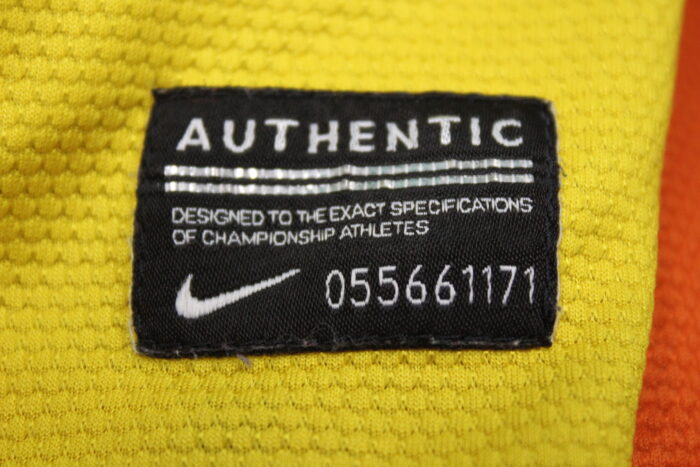 AUTHENTIC
DESIGNED TO THE EXACT SPECIFICATIONS
OF CHAMPIONSHIP ATHLETES
055661171